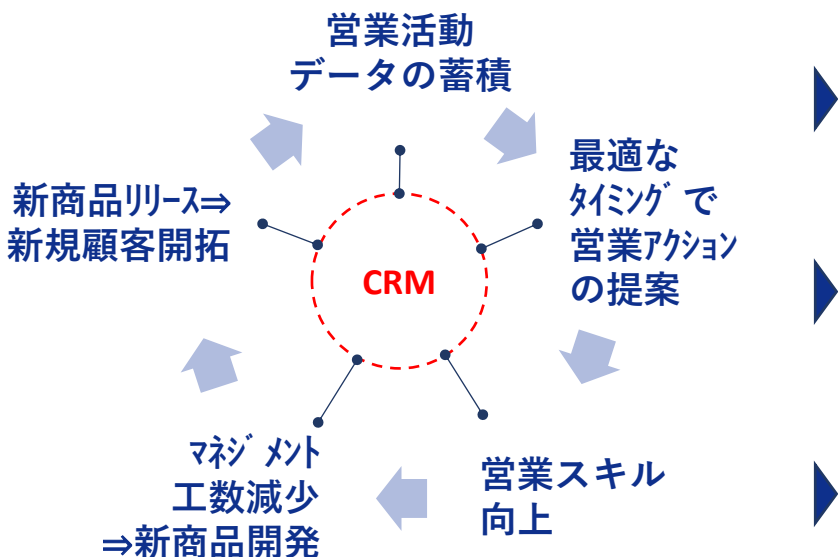 営業活動
データの蓄積
最適な
ﾀｲﾐﾝｸﾞで
営業ｱｸｼｮﾝ
の提案
営業スキル
向上
ﾏﾈｼﾞﾒﾝﾄ
工数減少
⇒新商品開発
新商品ﾘﾘｰｽ⇒
新規顧客開拓
CRM